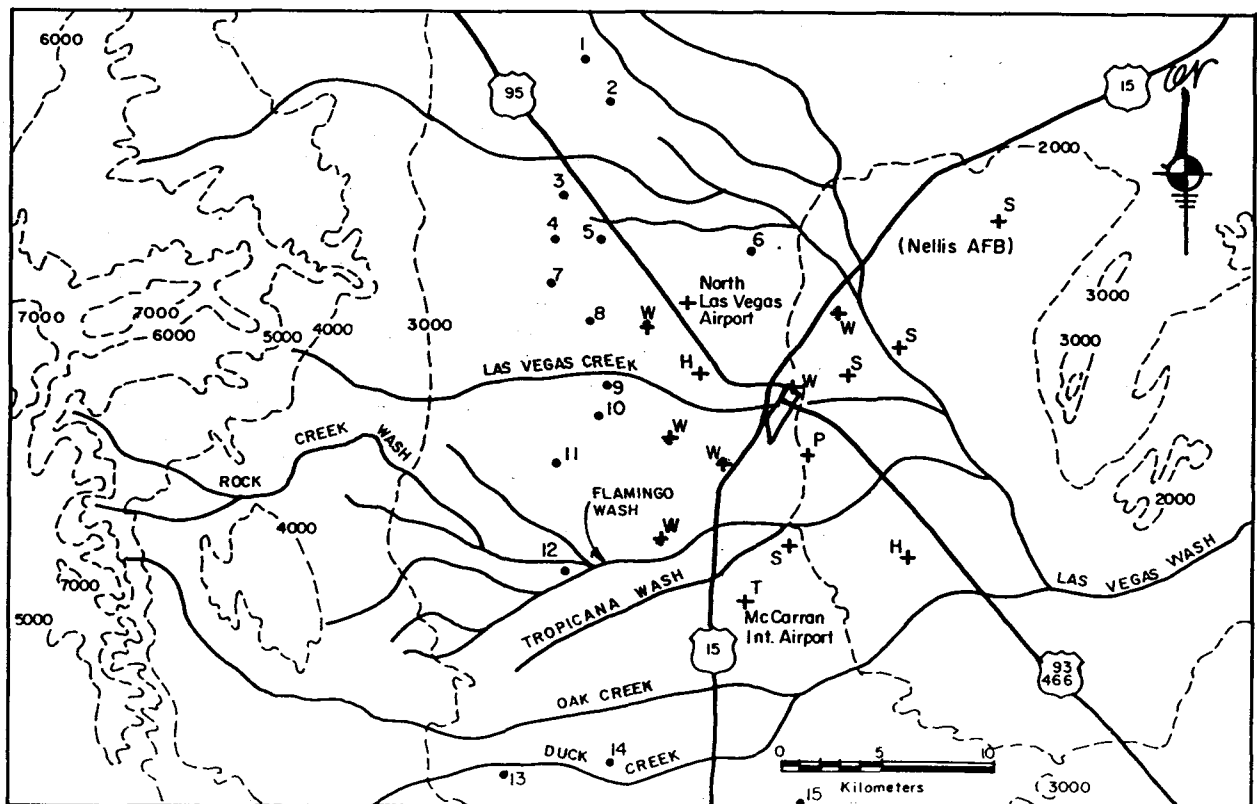 6000
1
2
95
15
N
3000
2000
3
4
5
6
S
(Nellis AFB)
7
North
Las Vegas
Airport
8
W
W
3000
7000
7000
6000
5000
4000
3000
S
3000
LAS VEGAS CREEK
H
S
W
9
10
W
P
W
11
ROCK CREEK WASH
FLAMINGO
WASH
2000
4000
W
12
S
H
7000
5000
TROPICANA WASH
T
McCarran
Int. Airport
LAS VEGAS WASH
15
93
466
OAK CREEK
DUCK CREEK
14
13
0 5 10
Kilometers
15
3000